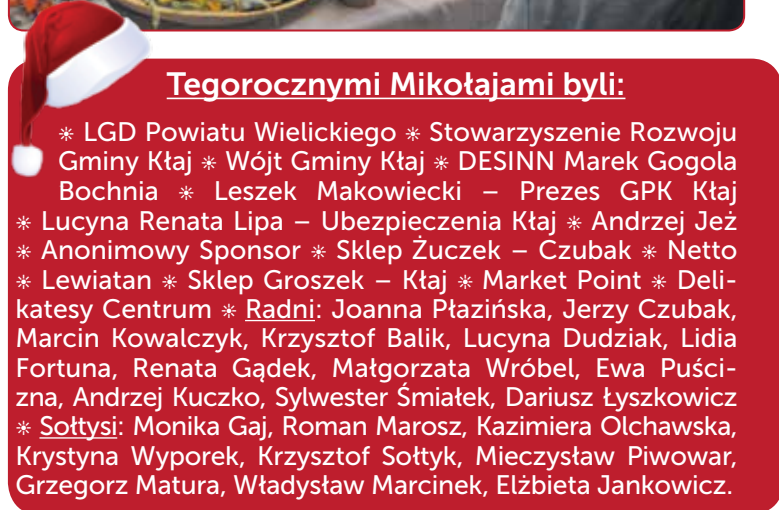 Tegorocznymi Mikołajami byli:
✳ LGD Powiatu Wielickiego ✳ Stowarzyszenie Rozwoju
Gminy Kłaj ✳ Wójt Gminy Kłaj ✳ DESINN Marek Gogola
Bochnia ✳ Leszek Makowiecki – Prezes GPK Kłaj
✳ Lucyna Renata Lipa – Ubezpieczenia Kłaj ✳ Andrzej Jeż
✳ Anonimowy Sponsor ✳ Sklep Żuczek – Czubak ✳ Netto
✳ Lewiatan ✳ Sklep Groszek – Kłaj ✳ Market Point ✳ Deli-
katesy Centrum ✳ Radni: Joanna Płazińska, Jerzy Czubak,
Marcin Kowalczyk, Krzysztof Balik, Lucyna Dudziak, Lidia
Fortuna, Renata Gądek, Małgorzata Wróbel, Ewa Puści-
zna, Andrzej Kuczko, Sylwester Śmiałek, Dariusz Łyszkowicz
✳ Sołtysi: Monika Gaj, Roman Marosz, Kazimiera Olchawska,
Krystyna Wyporek, Krzysztof Sołtyk, Mieczysław Piwowar,
Grzegorz Matura, Władysław Marcinek, Elżbieta Jankowicz.